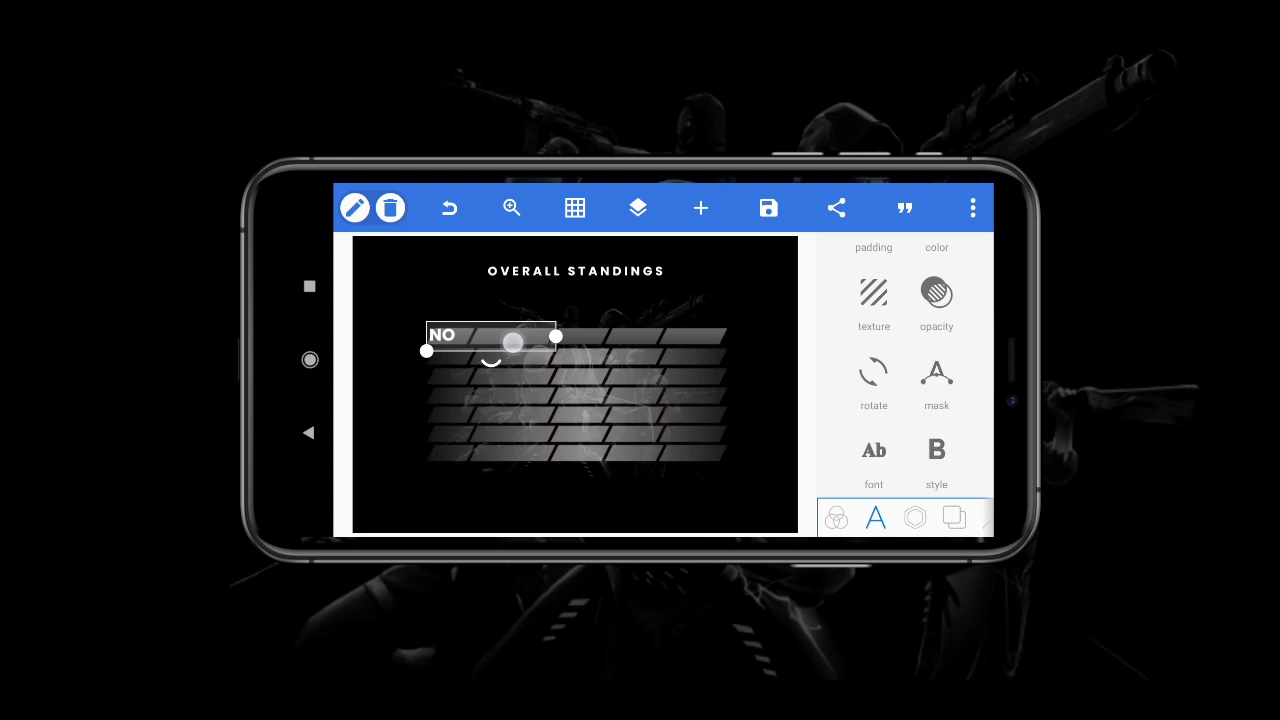 OVERALL STANDINGS
NO
padding color
texture opacity
rotate mask
Ab B
font style